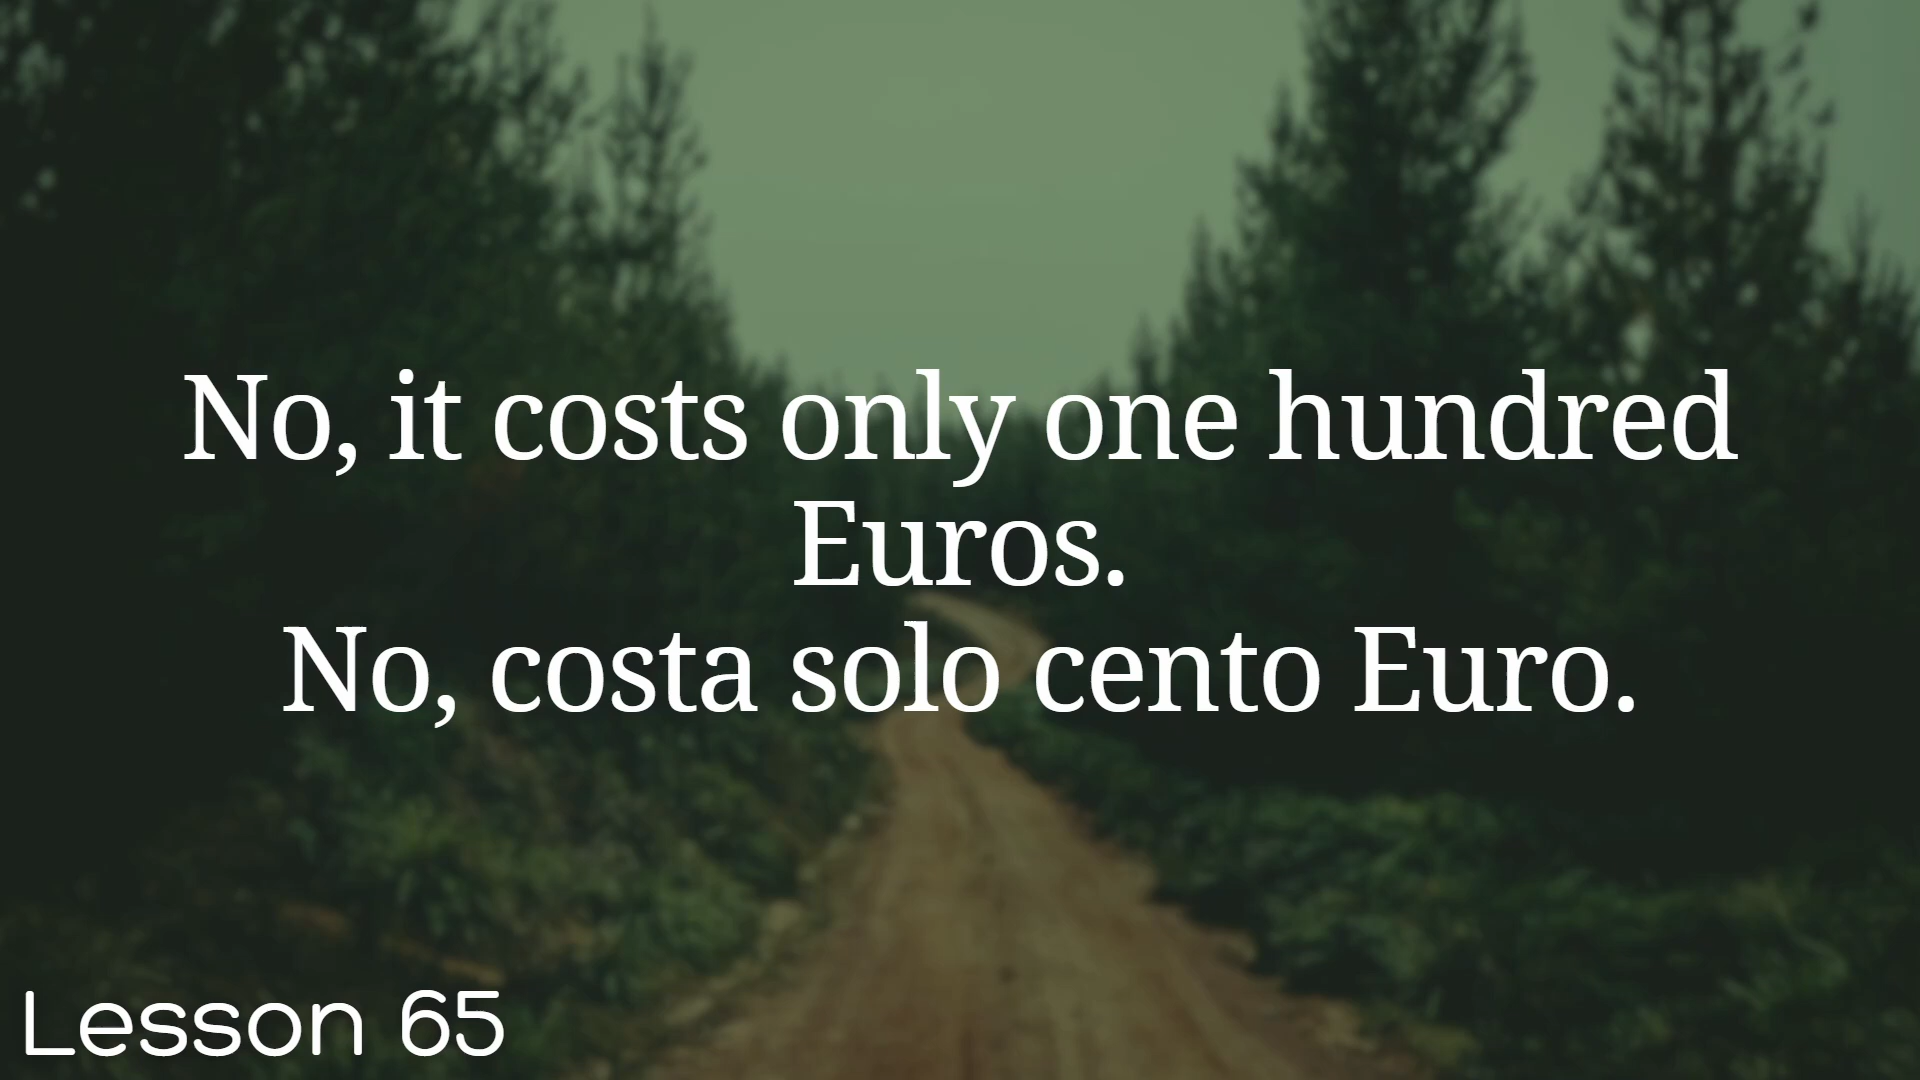 No, it costs only one hundred
Euros.
No, costa solo cento Euro.
Lesson 65